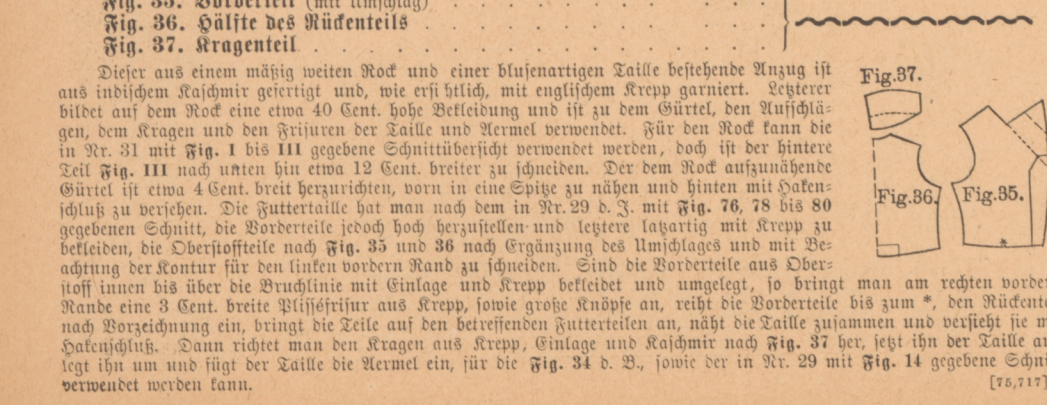 Fig. 35. Vorderteil (mit Umschlag)
Fig. 36. Hälfte des Rückenteils
Fig. 37. Kragenteil . . . . . . . . . . .
Dieser aus einem mäßig weiten Rock und einer blusenartigen Taille bestehende Anzug ist
aus indischem Kaschmir gefertigt und, wie ersi htlich, mit englischem Krepp garniert. Letzterer
bildet auf dem Rock eine etwa 40 Cent. hohe Bekleidung und ist zu dem Gürtel, den Aufschlä-
gen, dem Kragen und den Frisuren der Taille und Aermel verwendet. Für den Rock kann die
in Nr. 31 mit Fig. I bis III gegebene Schnittübersicht verwendet werden, doch ist der hintere
Teil Fig. III nach unten hin etwa 12 Cent. breiter zu schneiden. Der dem Rock aufzunähende
Gürtel ist etwa 4 Cent. breit herzurichten, vorn in eine Spitze zu nähen und hinten mit Haken-
schluß zu versehen. Die Futtertaille hat man nach dem in Nr. 29 d. J. mit Fig. 76, 78 bis 80
gegebenen Schnitt, die Vorderteile jedoch hoch herzustellen und letztere latzartig mit Krepp zu
bekleiden, die Oberstoffteile nach Fig. 35 und 36 nach Ergänzung des Umschlages und mit Be-
achtung der Kontur für den linken vordern Rand zu schneiden. Sind die Vorderteile aus Ober-
stoff innen bis über die Bruchlinie mit Einlage und Krepp bekleidet und umgelegt, so bringt man am rechten vorder
Rande eine 3 Cent. breite Plisséfrisur aus Krepp, sowie große Knöpfe an, reiht die Vorderteile bis zum *, den Rückente
nach Vorzeichnung ein, bringt die Teile auf den betreffenden Futterteilen an, näht die Taille zusammen und versieht sie m
Hakenschluß. Dann richtet man den Kragen aus Krepp, Einlage und Kaschmir nach Fig. 37 her, setzt ihn der Taille an
legt ihn um und fügt der Taille die Aermel ein, für die Fig. 34 d. B., sowie der in Nr. 29 mit Fig. 14 gegebene Schni
verwendet werden kann.
[75,717]
Fig.37.
Fig.36.
Fig.35.
*